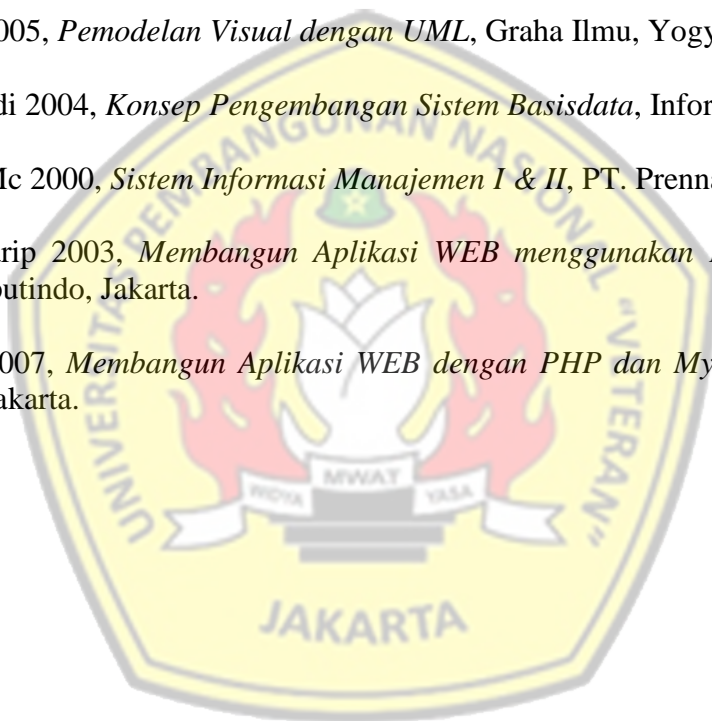 005, Pemodelan Visual dengan UML, Graha Ilmu, Yogy
di 2004, Konsep Pengembangan Sistem Basisdata, Infor
Mc 2000, Sistem Informasi Manajemen I & II, PT. Prenna
rip 2003, Membangun Aplikasi WEB menggunakan
outindo, Jakarta.
007, Membangun Aplikasi WEB dengan PHP dan My
akarta.
UNIVERSITAS PEMBANGUNAN NASIONAL "VETERAN"
WIDYA MWAT YASA
JAKARTA